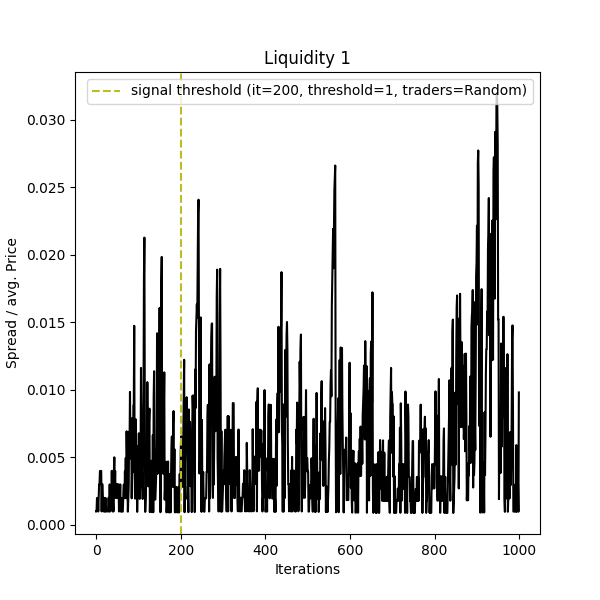 Liquidity 1
signal threshold (it=200, threshold=1, traders=Random)
Spread / avg. Price
0.030
0.025
0.020
0.015
0.010
0.005
0.000
0 200 400 600 800 1000
Iterations